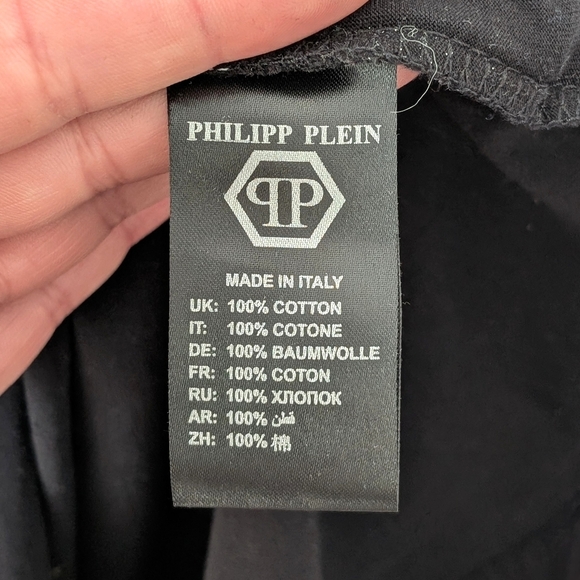 PHILIPP PLEIN
PP
MADE IN ITALY
UK: 100% COTTON
IT: 100% COTONE
DE: 100% BAUMWOLLE
FR: 100% COTON
RU: 100% ХЛОПОК
AR: 100% قطن
ZH: 100% 棉